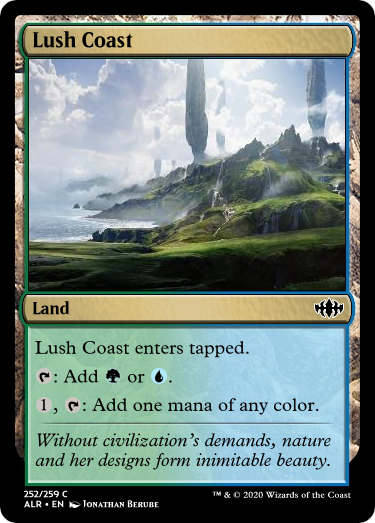 Lush Coast
Land
Lush Coast enters tapped.
: Add or .
1, : Add one mana of any color.
Without civilization's demands, nature
and her designs form inimitable beauty.
252/259 C
ALR • EN Jonathan Berube
™ & © 2020 Wizards of the Coast